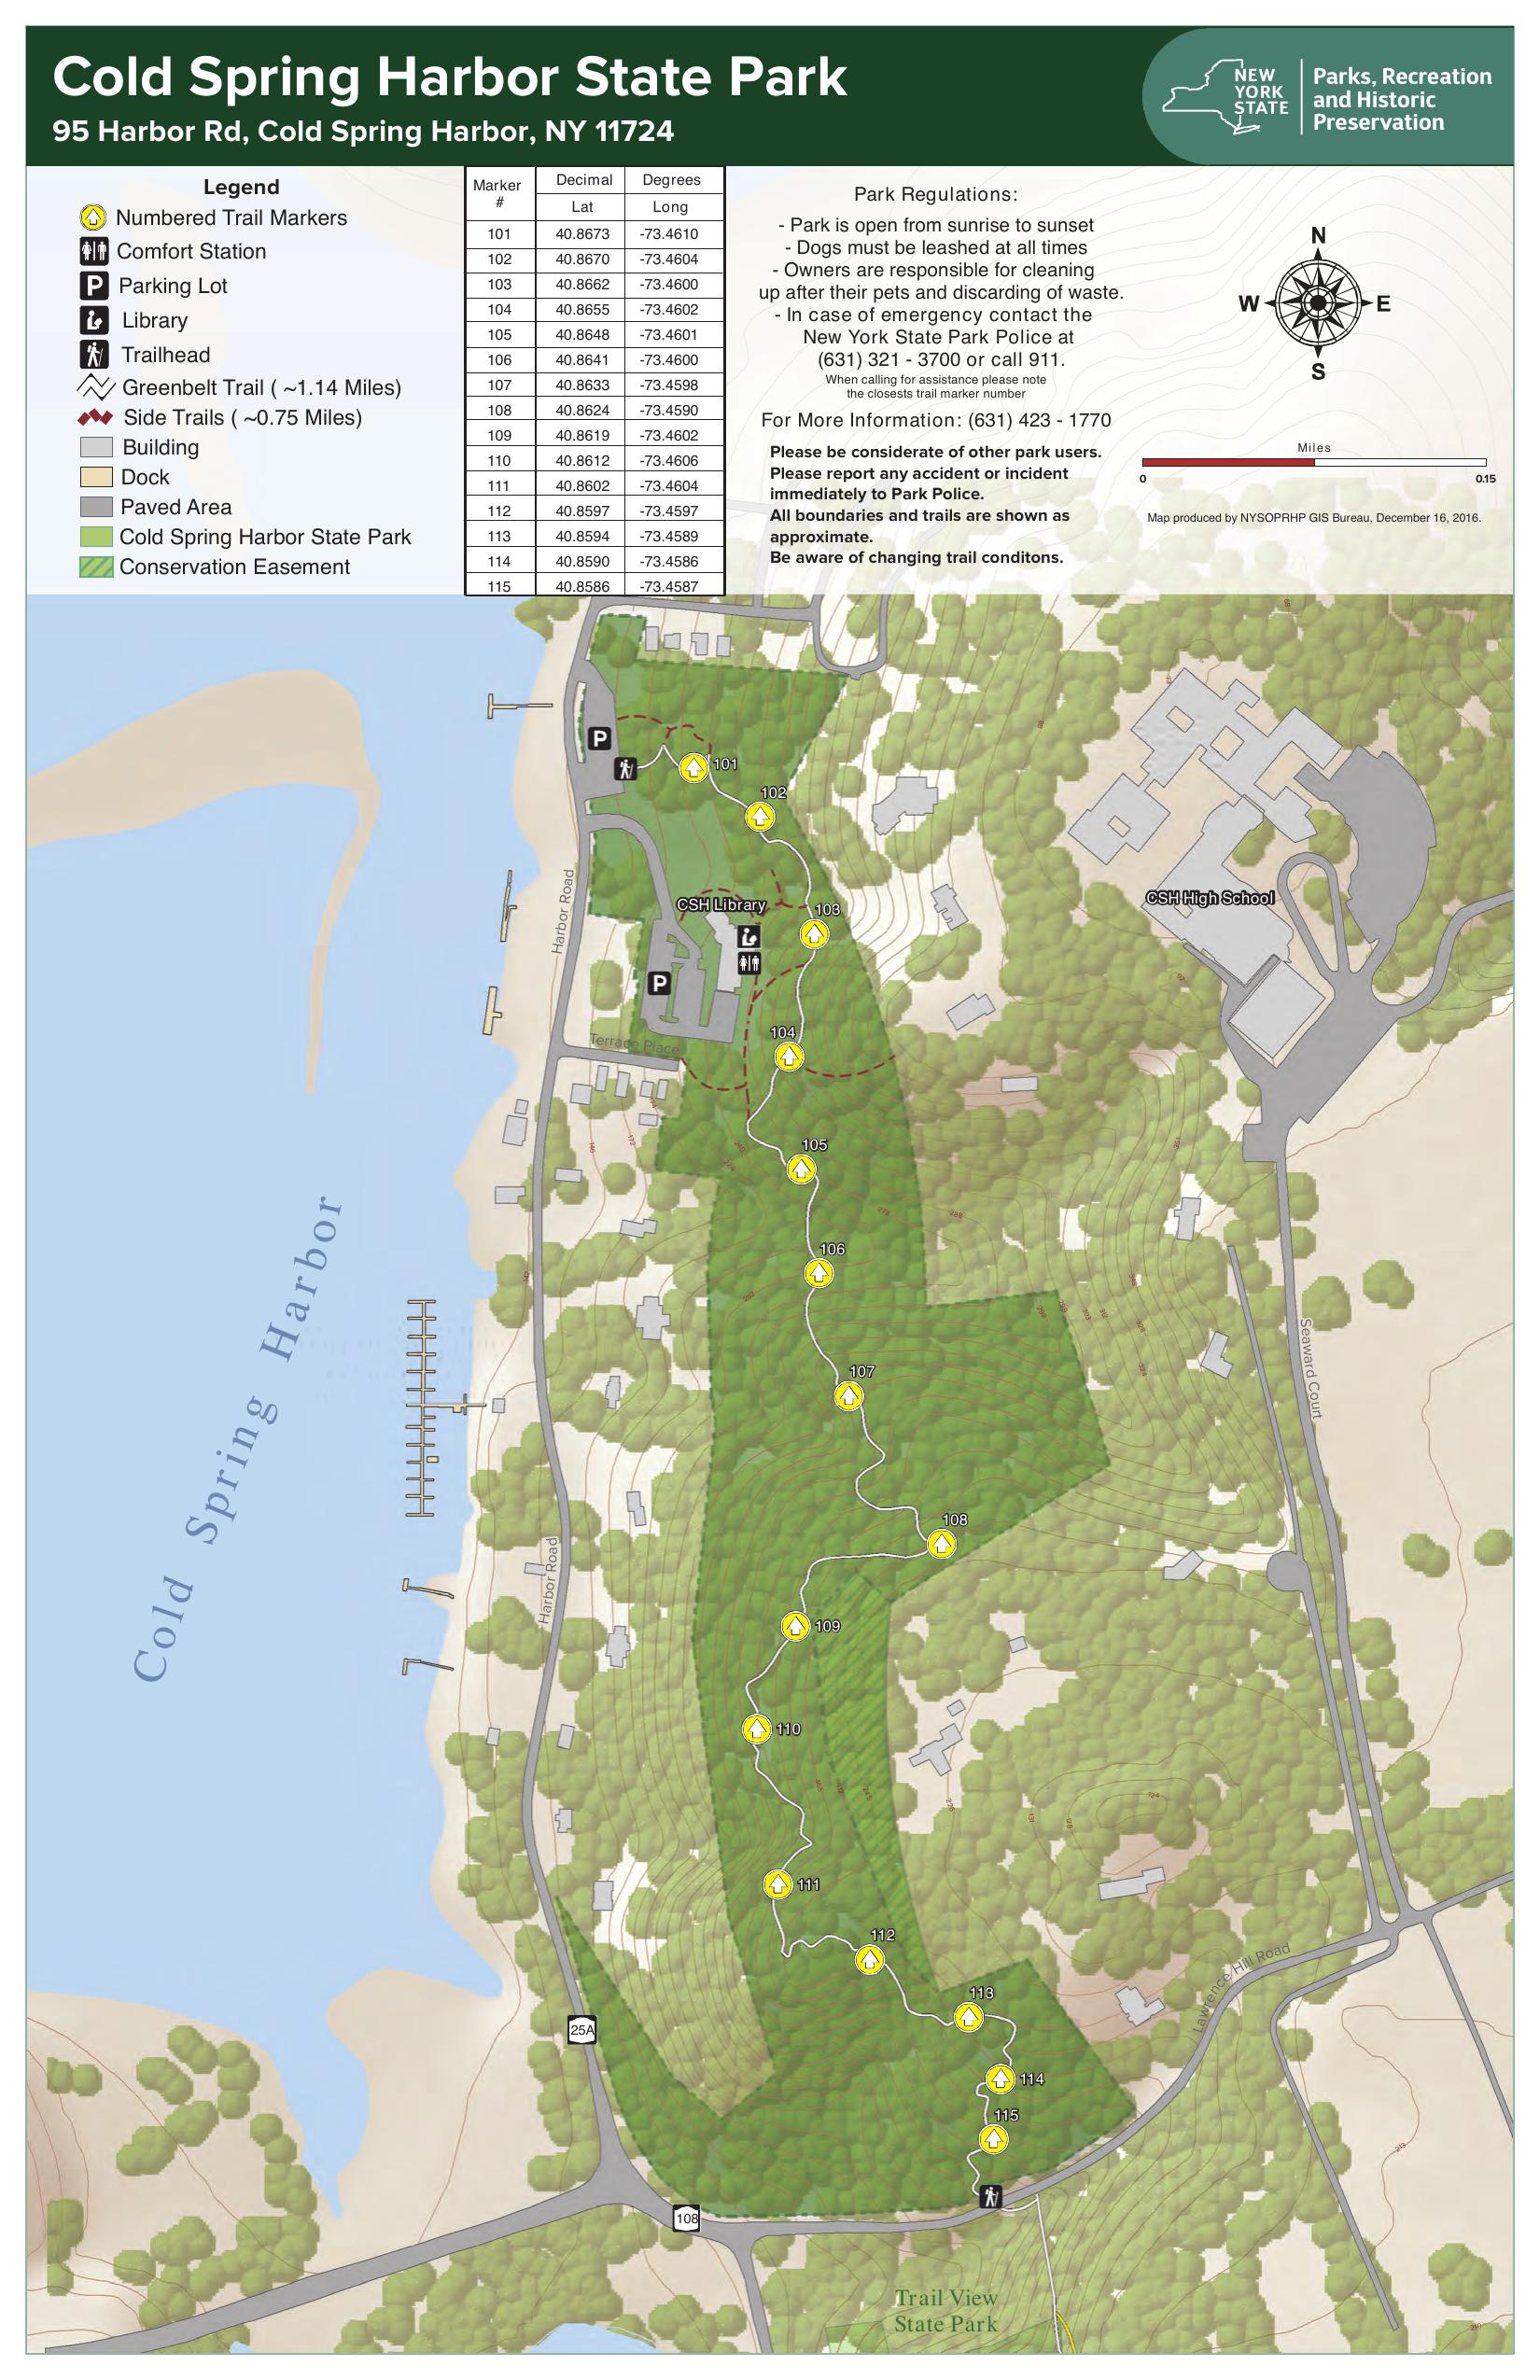 Cold Spring Harbor State Park
95 Harbor Rd, Cold Spring Harbor, NY 11724
NEW
YORK
STATE
Parks, Recreation
and Historic
Preservation
Legend
Numbered Trail Markers
Comfort Station
P Parking Lot
Library
Trailhead
Greenbelt Trail ( ~1.14 Miles)
Side Trails ( ~0.75 Miles)
Building
Dock
Paved Area
Cold Spring Harbor State Park
Conservation Easement
Marker # Decimal Degrees
Lat Long
101 40.8673 -73.4610
102 40.8670 -73.4604
103 40.8662 -73.4600
104 40.8655 -73.4602
105 40.8648 -73.4601
106 40.8641 -73.4600
107 40.8633 -73.4598
108 40.8624 -73.4590
109 40.8619 -73.4602
110 40.8612 -73.4606
111 40.8602 -73.4604
112 40.8597 -73.4597
113 40.8594 -73.4589
114 40.8590 -73.4586
115 40.8586 -73.4587
Park Regulations:
- Park is open from sunrise to sunset
- Dogs must be leashed at all times
- Owners are responsible for cleaning
up after their pets and discarding of waste.
- In case of emergency contact the
New York State Park Police at
(631) 321 - 3700 or call 911.
When calling for assistance please note
the closests trail marker number
For More Information: (631) 423 - 1770
Please be considerate of other park users.
Please report any accident or incident
immediately to Park Police.
All boundaries and trails are shown as
approximate.
Be aware of changing trail conditons.
N
W E
S
Miles
0 0.15
Map produced by NYSOPRHP GIS Bureau, December 16, 2016.
P
101
102
CSH Library
103
CSH High School
Harbor Road
P
104
Terrace Place
105
106
Cold Spring Harbor
Seaward Court
107
108
Harbor Road
109
110
111
112
113
Lawrence Hill Road
25A
114
115
108
Trail View
State Park